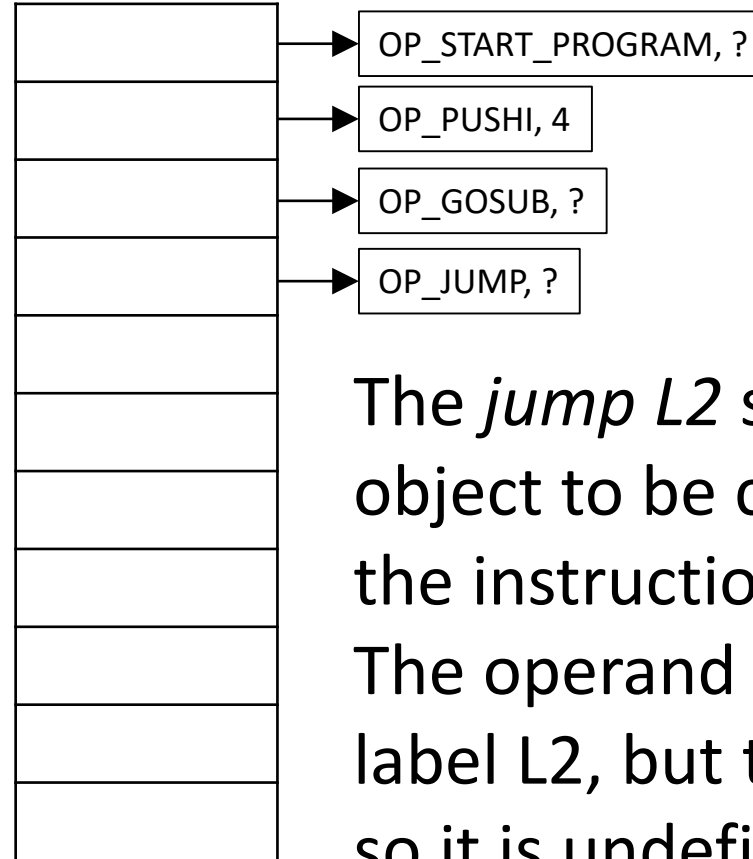 OP_START_PROGRAM, ?
OP_PUSHI, 4
OP_GOSUB, ?
OP_JUMP, ?
The jump L2
object to be
the instructio
The operand
label L2, but
so it is undefi